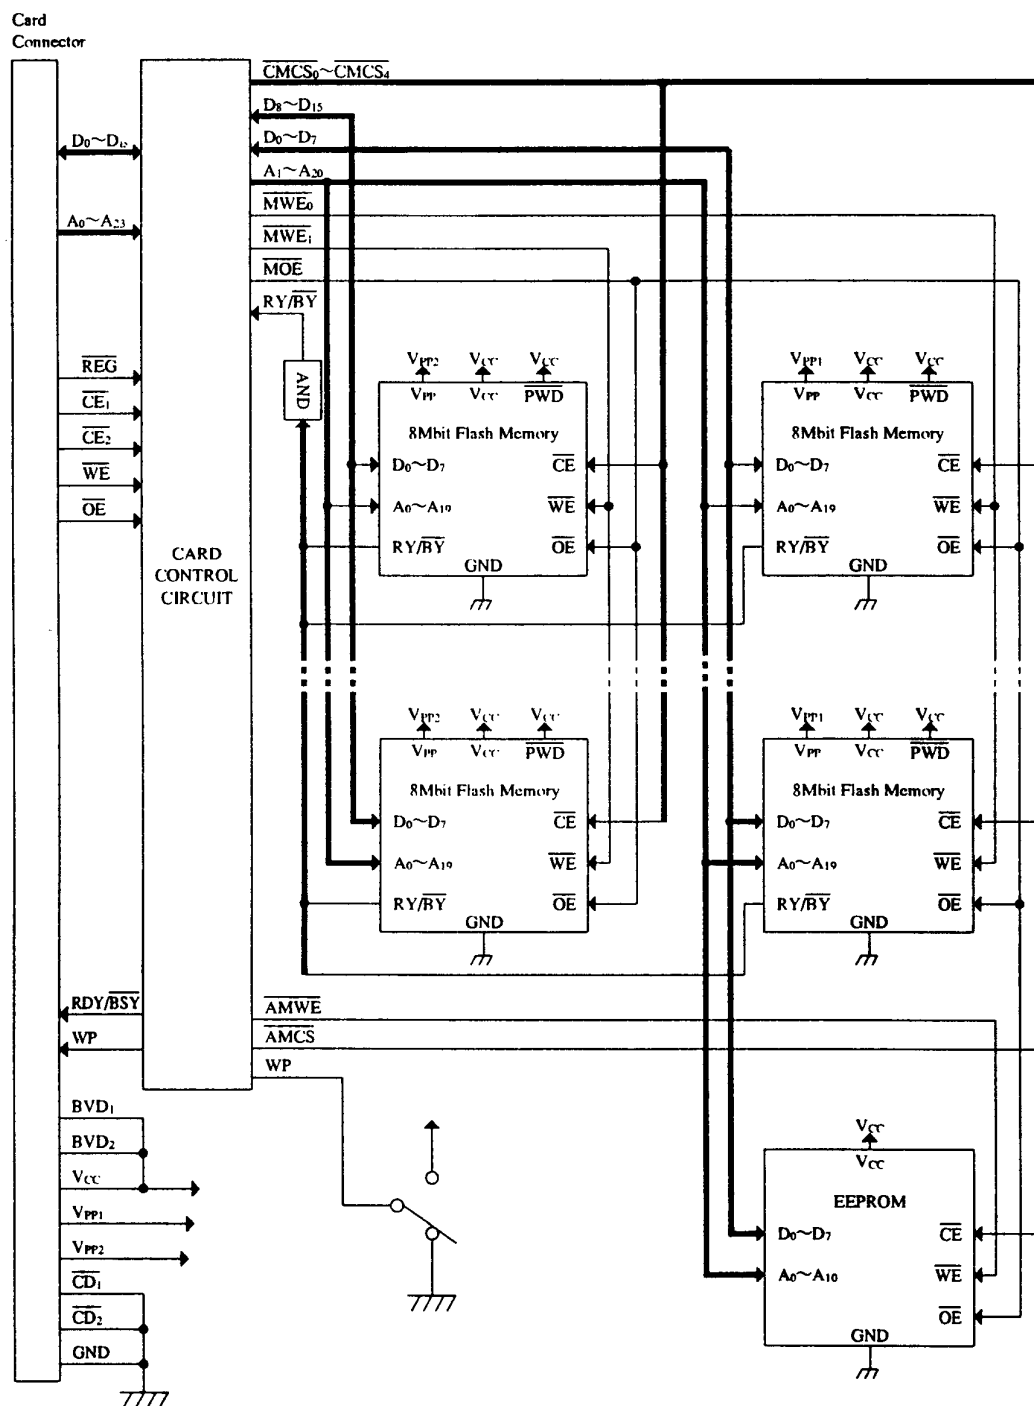 Card
Connector
D0~D15
A0~A23
REG
CE1
CE2
WE
OE
RDY/BSY
WP
BVD1
BVD2
VCC
VPP1
VPP2
CD1
CD2
GND
CARD
CONTROL
CIRCUIT
CMCS0~CMCS4
D8~D15
D0~D7
A1~A20
MWE0
MWE1
MOE
RY/BY
AND
VPP2 VCC VCC
VPP VCC PWD
8Mbit Flash Memory
D0~D7 CE
A0~A19 WE
RY/BY OE
GND
VPP1 VCC VCC
VPP VCC PWD
8Mbit Flash Memory
D0~D7 CE
A0~A19 WE
RY/BY OE
GND
VPP2 VCC VCC
VPP VCC PWD
8Mbit Flash Memory
D0~D7 CE
A0~A19 WE
RY/BY OE
GND
VPP1 VCC VCC
VPP VCC PWD
8Mbit Flash Memory
D0~D7 CE
A0~A19 WE
RY/BY OE
GND
AMWE
AMCS
WP
VCC
VCC
EEPROM
D0~D7 CE
A0~A10 WE
OE
GND